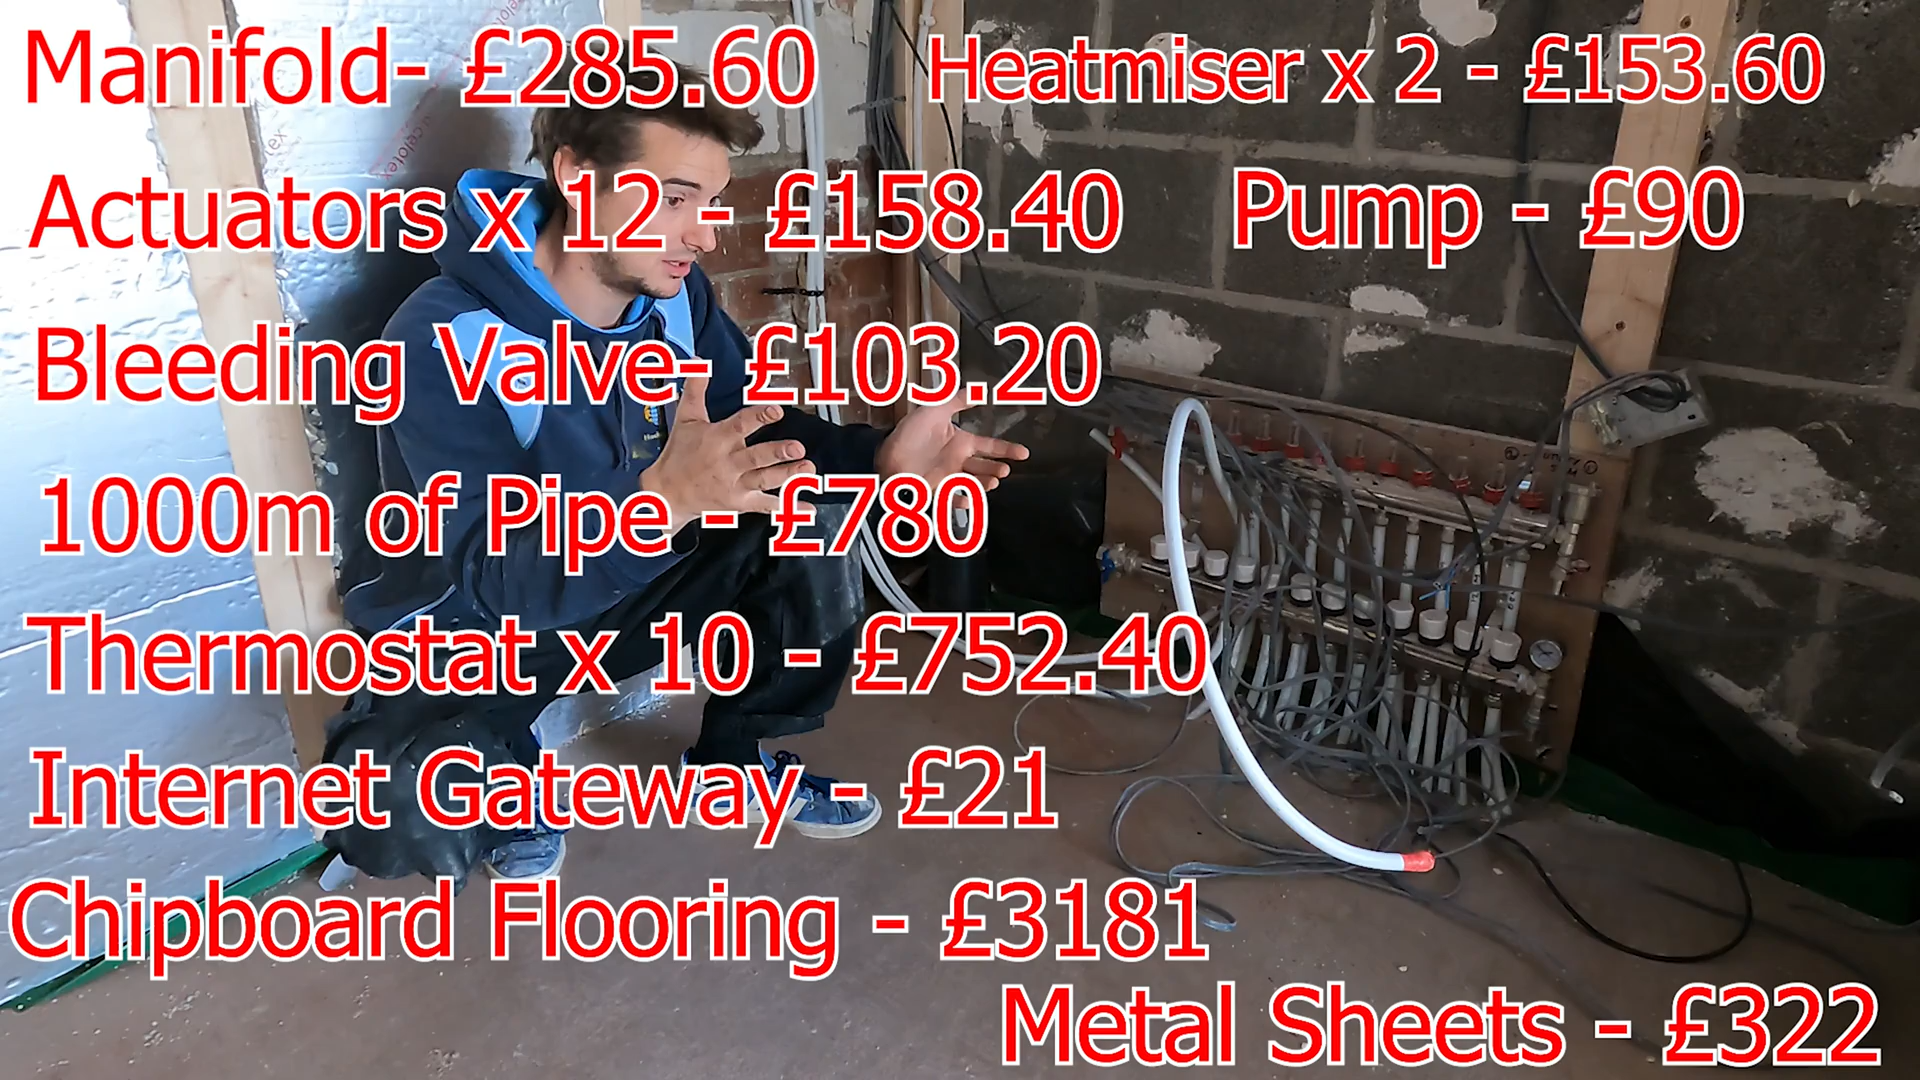 Manifold- £285.60
Heatmiser x 2 - £153.60
Actuators x 12 - £158.40
Pump - £90
Bleeding Valve- £103.20
1000m of Pipe - £780
Thermostat x 10 - £752.40
Internet Gateway - £21
Chipboard Flooring - £3181
Metal Sheets - £322
celotex